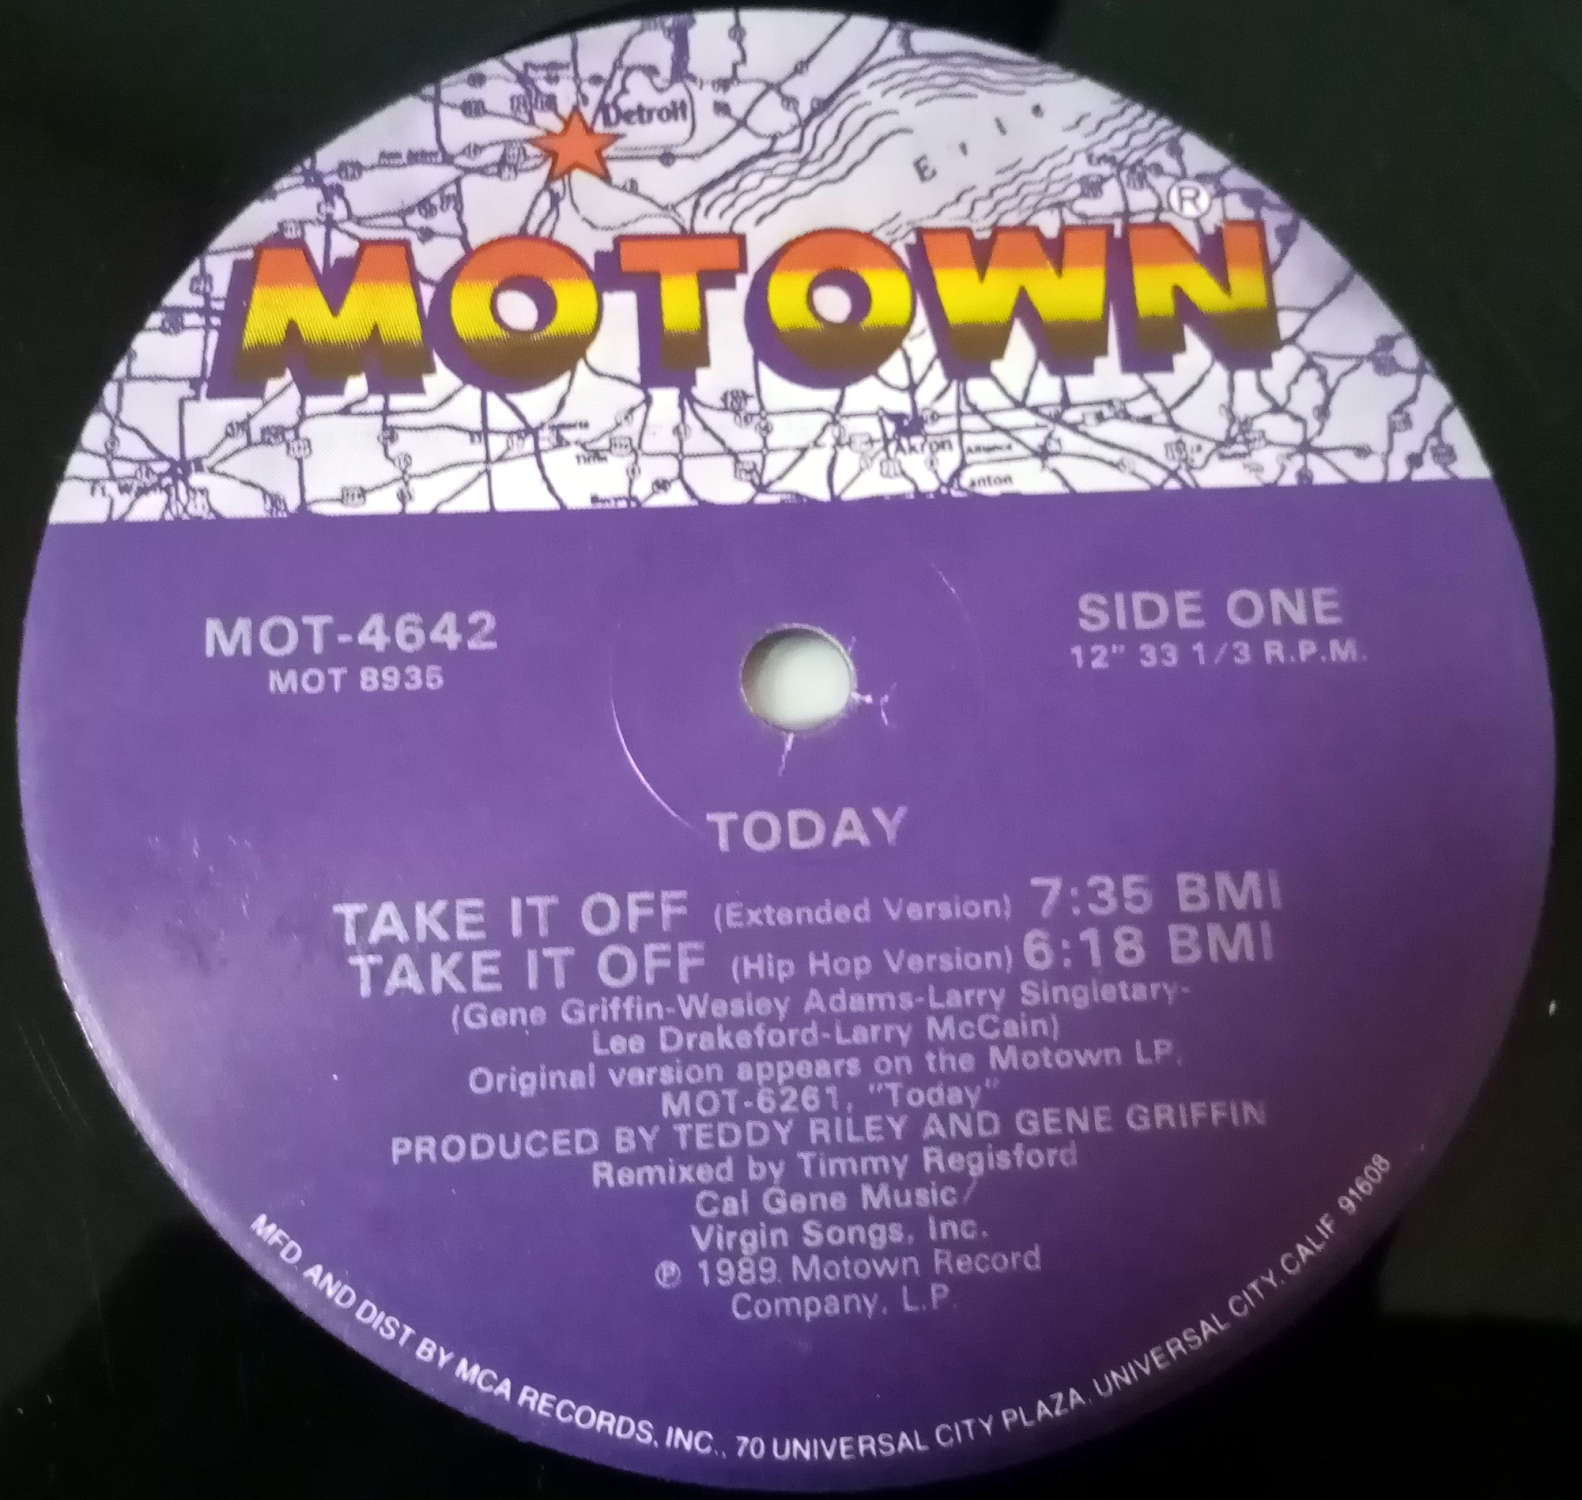 Detroit
Erie
®
MOTOWN
Akron
Canton
MOT-4642
MOT 8935
SIDE ONE
12" 33 1/3 R.P.M.
TODAY
TAKE IT OFF (Extended Version) 7:35 BMI
TAKE IT OFF (Hip Hop Version) 6:18 BMI
(Gene Griffin-Wesley Adams-Larry Singletary-
Lee Drakeford-Larry McCain)
Original version appears on the Motown LP.
MOT-6261, "Today"
PRODUCED BY TEDDY RILEY AND GENE GRIFFIN
Remixed by Timmy Regisford
Cal Gene Music/
Virgin Songs, Inc.
℗ 1989 Motown Record
Company, L.P.
MFD. AND DIST BY MCA RECORDS, INC., 70 UNIVERSAL CITY PLAZA, UNIVERSAL CITY, CALIF 91608